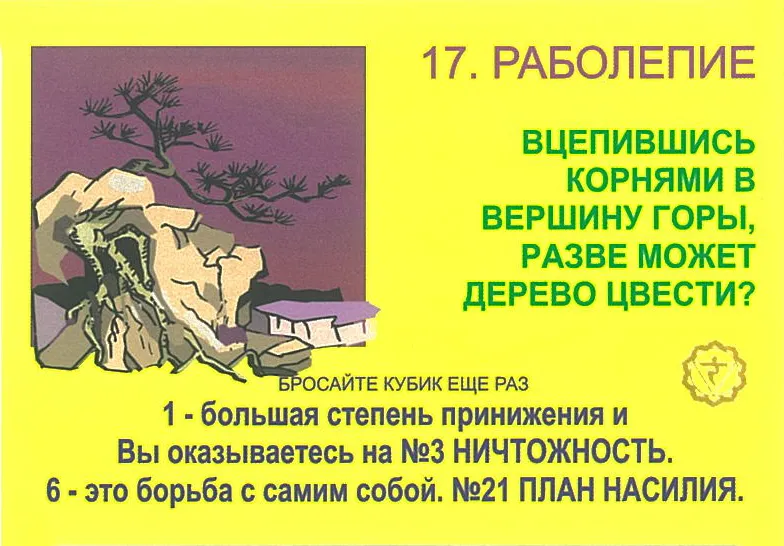 17. РАБОЛЕПИЕ
ВЦЕПИВШИСЬ
КОРНЯМИ В
ВЕРШИНУ ГОРЫ,
РАЗВЕ МОЖЕТ
ДЕРЕВО ЦВЕСТИ?
БРОСАЙТЕ КУБИК ЕЩЕ РАЗ
1 - большая степень принижения и
Вы оказываетесь на №3 НИЧТОЖНОСТЬ.
6 - это борьба с самим собой. №21 ПЛАН НАСИЛИЯ.